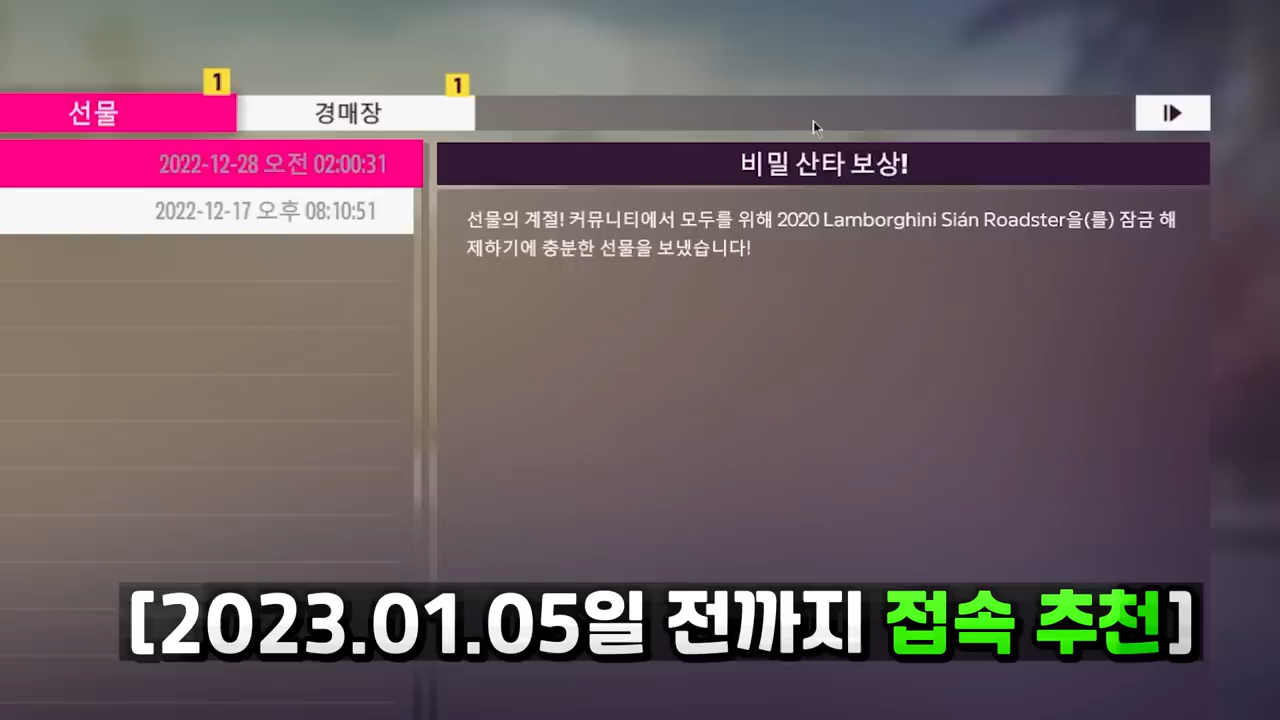 1
1
선물
경매장
2022-12-28 오전 02:00:31
2022-12-17 오후 08:10:51
비밀 산타 보상!
선물의 계절! 커뮤니티에서 모두를 위해 2020 Lamborghini Sián Roadster을(를) 잠금 해
제하기에 충분한 선물을 보냈습니다!
[2023.01.05일 전까지 접속 추천]